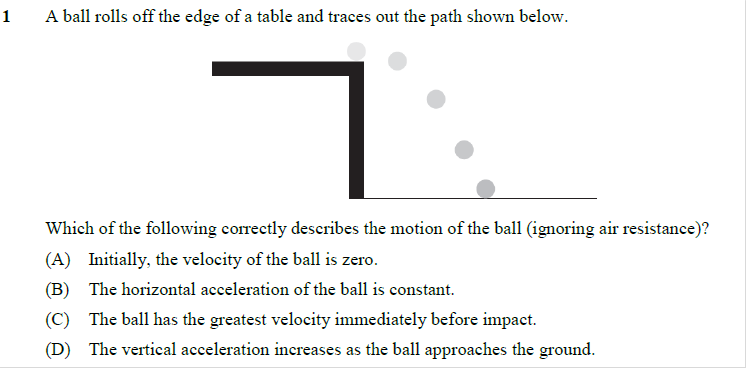 1 A ball rolls off the edge of a table and traces out the path shown below.
Which of the following correctly describes the motion of the ball (ignoring air resistance)?
(A) Initially, the velocity of the ball is zero.
(B) The horizontal acceleration of the ball is constant.
(C) The ball has the greatest velocity immediately before impact.
(D) The vertical acceleration increases as the ball approaches the ground.